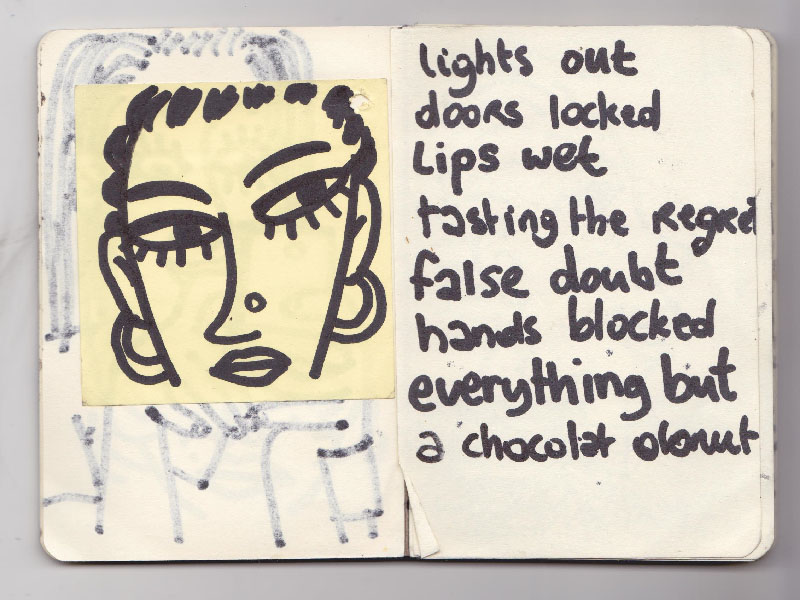 lights out
doors locked
Lips wet
tasting the Regret
false doubt
hands blocked
everything but
a chocolat donut